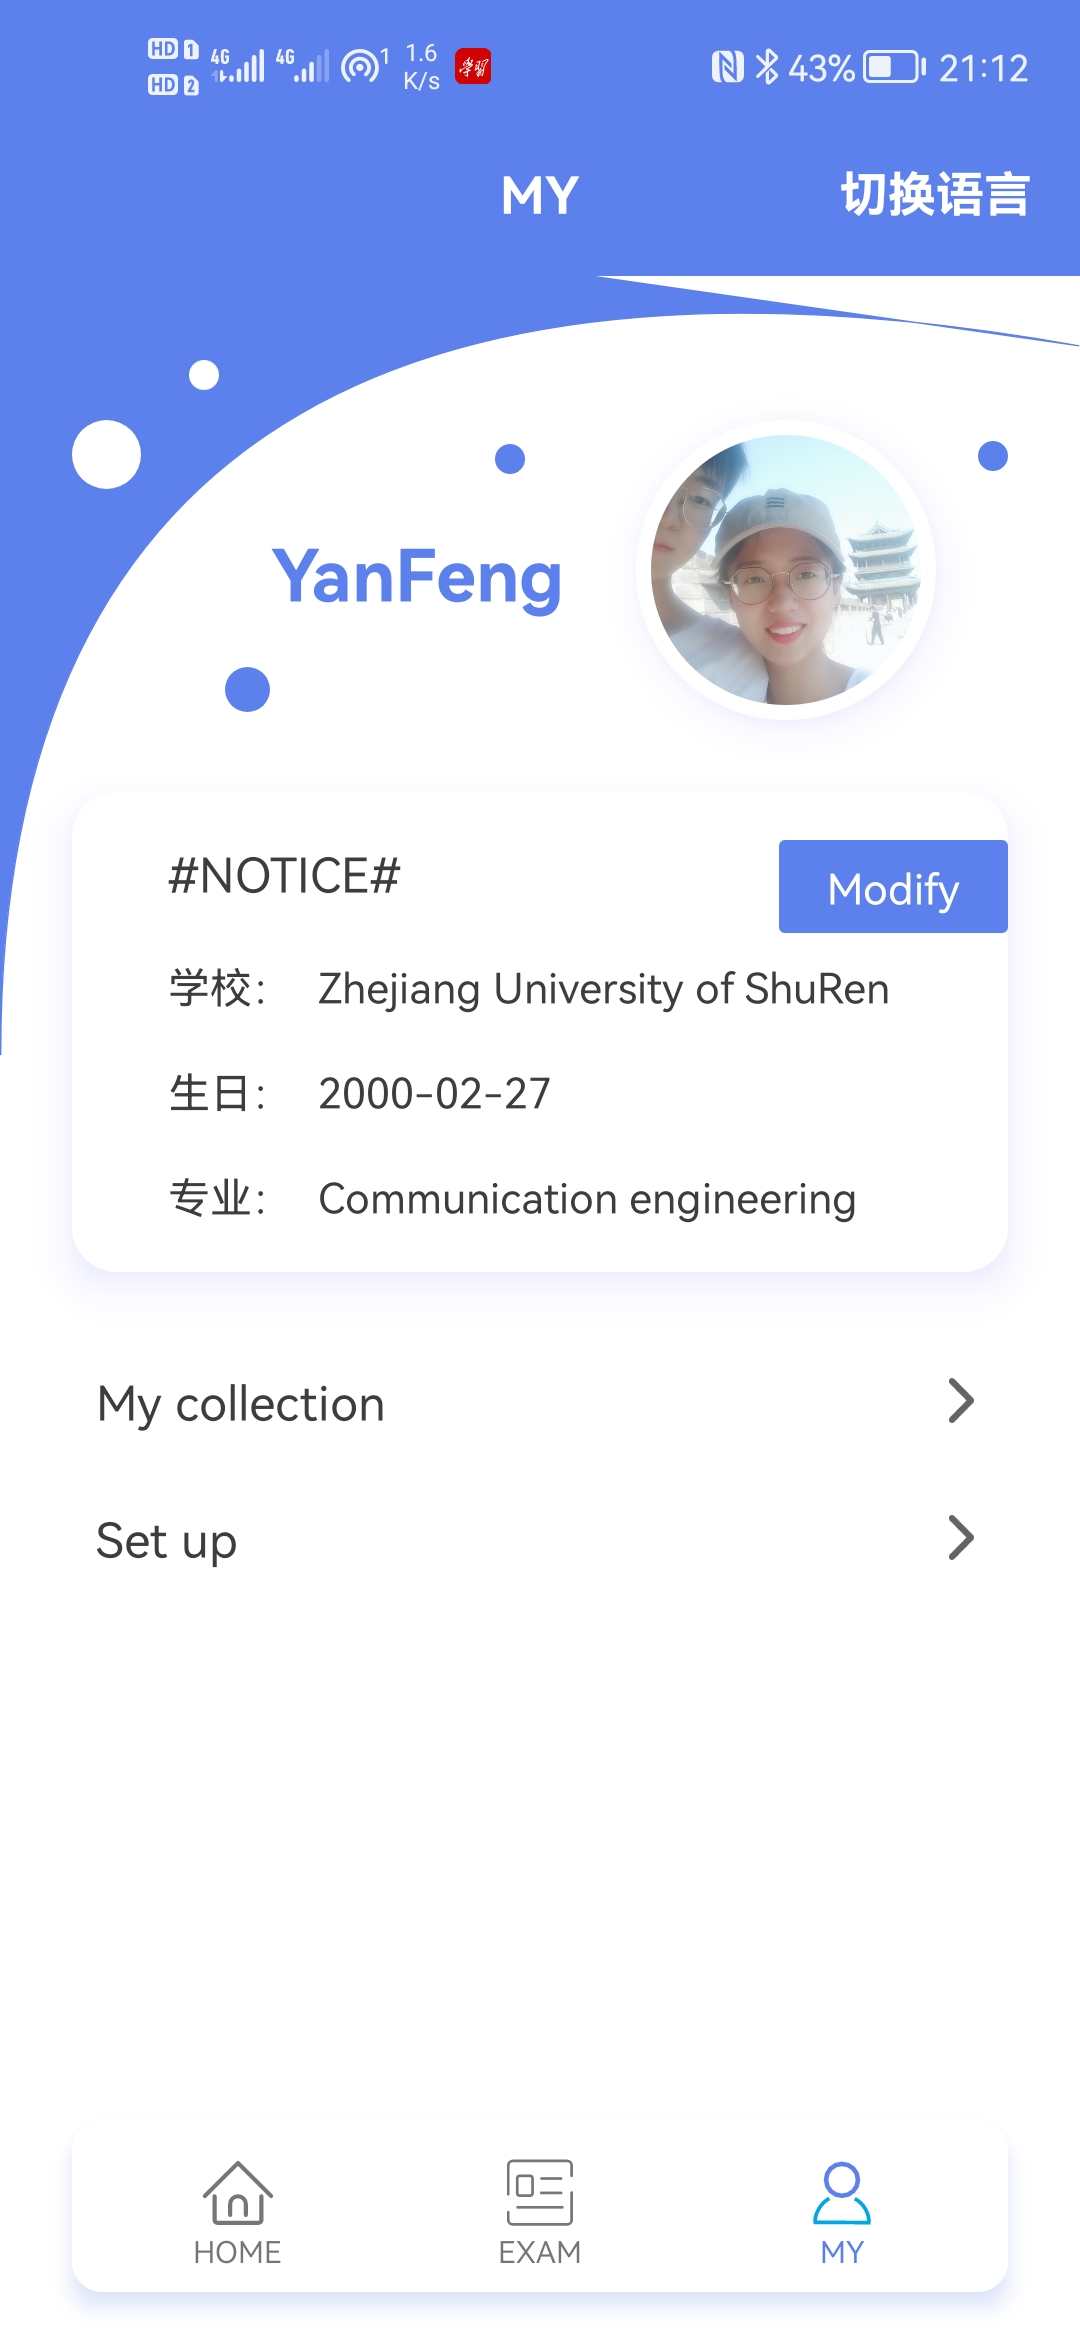 HD 1 4G 4G 1 1.6 學習 43% 21:12
HD 2 K/s
MY 切换语言
YanFeng
#NOTICE# Modify
学校： Zhejiang University of ShuRen
生日： 2000-02-27
专业： Communication engineering
My collection
Set up
HOME EXAM MY